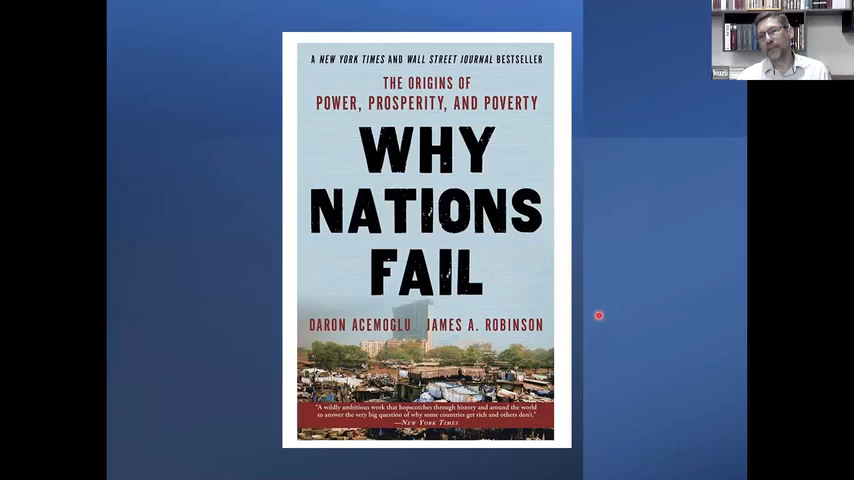 A NEW YORK TIMES AND WALL STREET JOURNAL BESTSELLER
THE ORIGINS OF
POWER, PROSPERITY, AND POVERTY
WHY
NATIONS
FAIL
DARON ACEMOGLU JAMES A. ROBINSON
"A wildly ambitious work that hopscotches through history and around the world
to answer the very big question of why some countries get rich and others don't."
—NEW YORK TIMES
kuzli